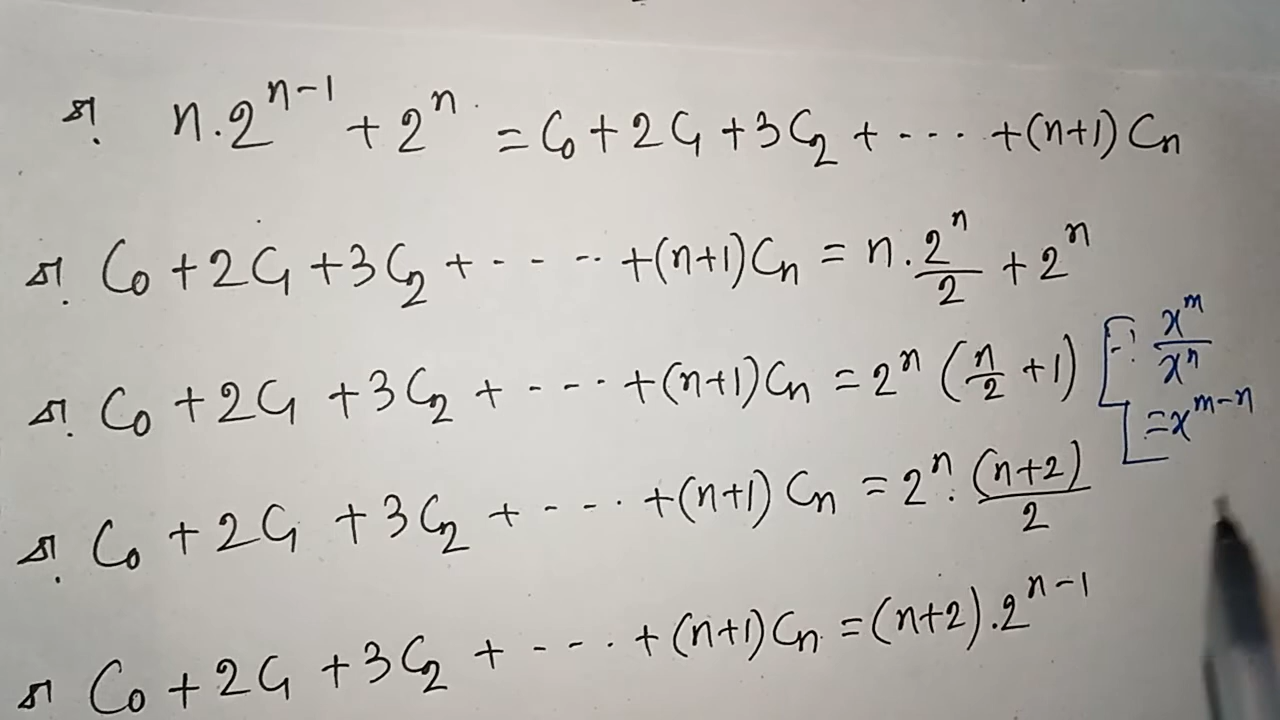 বা, n.2^{n-1} + 2^n = C₀ + 2C₁ + 3C₂ + ---- + (n+1) Cₙ
বা, C₀ + 2C₁ + 3C₂ + ---- + (n+1)Cₙ = n. 2^n/2 + 2^n
বা, C₀ + 2C₁ + 3C₂ + ---- + (n+1)Cₙ = 2^n (n/2 + 1) [∵ x^m/x^n = x^{m-n}]
বা, C₀ + 2C₁ + 3C₂ + ---- + (n+1) Cₙ = 2^n . (n+2)/2
বা C₀ + 2C₁ + 3C₂ + ---- + (n+1)Cₙ = (n+2).2^{n-1}